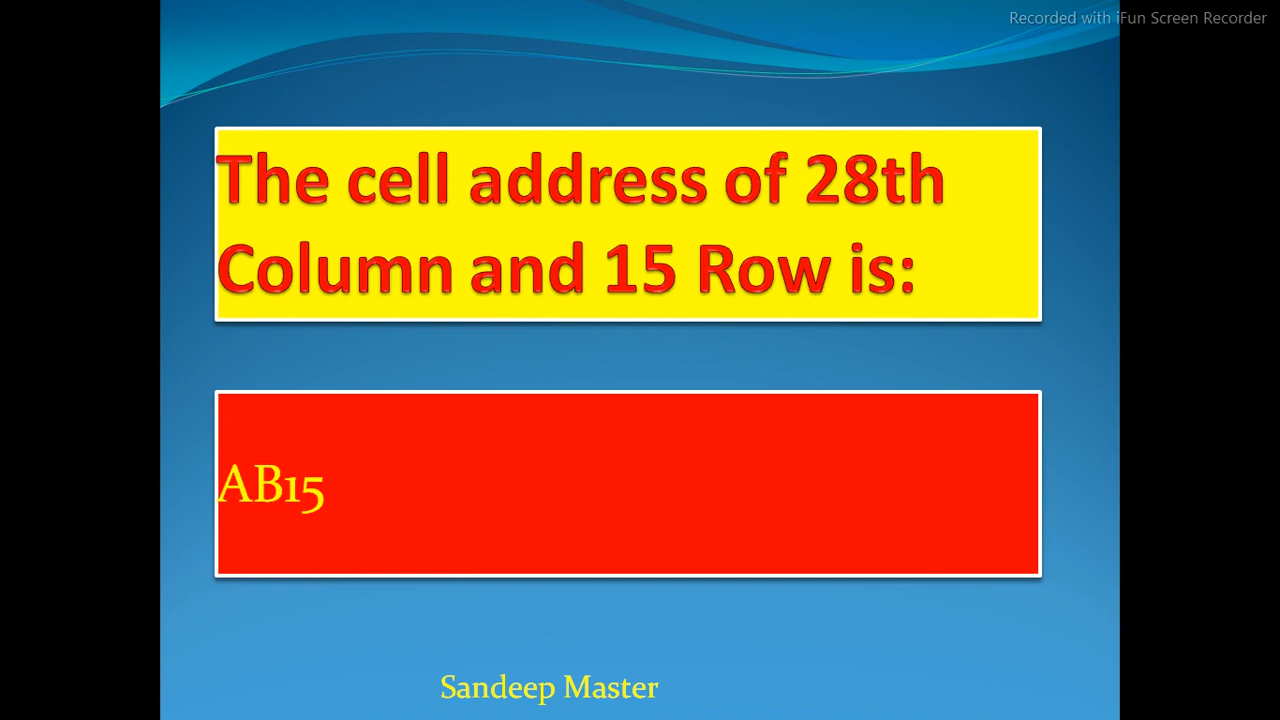 Recorded with iFun Screen Recorder
The cell address of 28th
Column and 15 Row is:
AB15
Sandeep Master